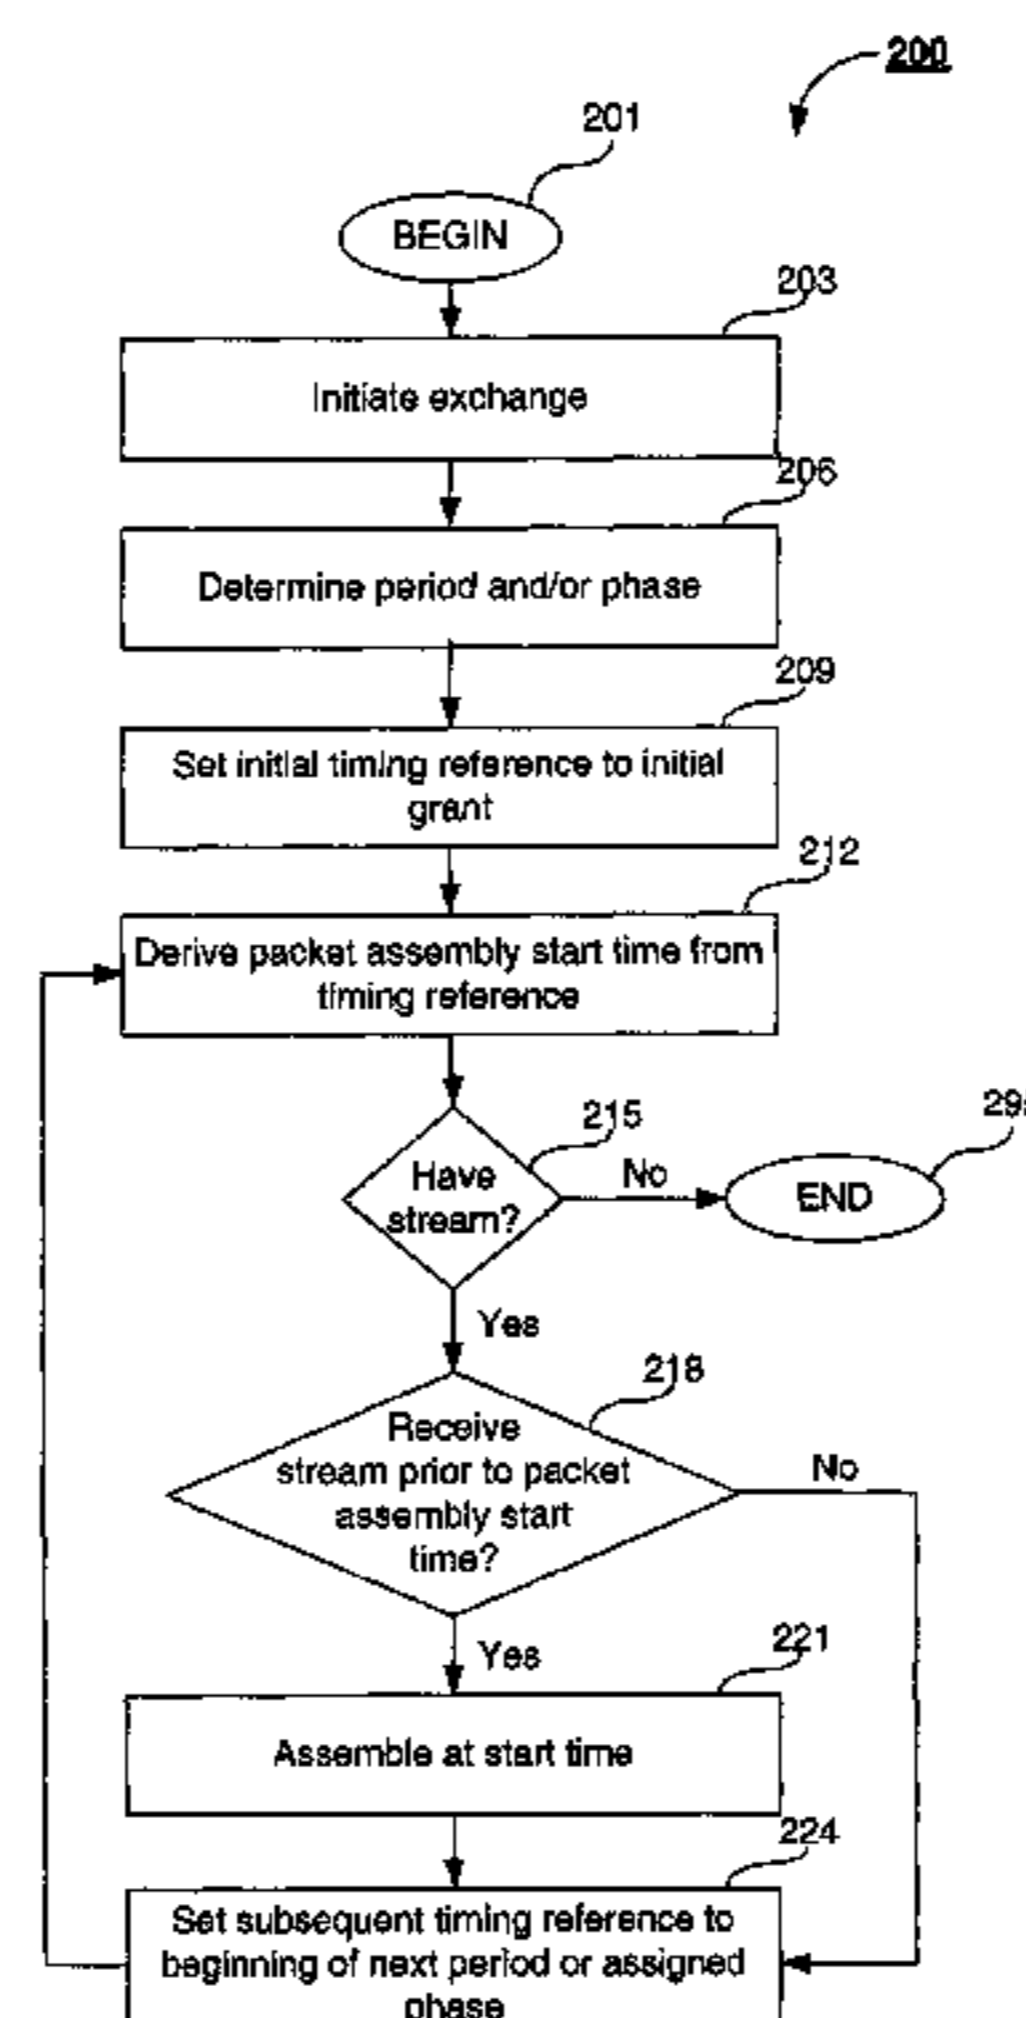 200
201
BEGIN
203
Initiate exchange
206
Determine period and/or phase
209
Set initial timing reference to initial
grant
212
Derive packet assembly start time from
timing reference
215
Have
stream?
No
END
Yes
218
Receive
stream prior to packet
assembly start
time?
No
Yes
221
Assemble at start time
224
Set subsequent timing reference to
beginning of next period or assigned
phase